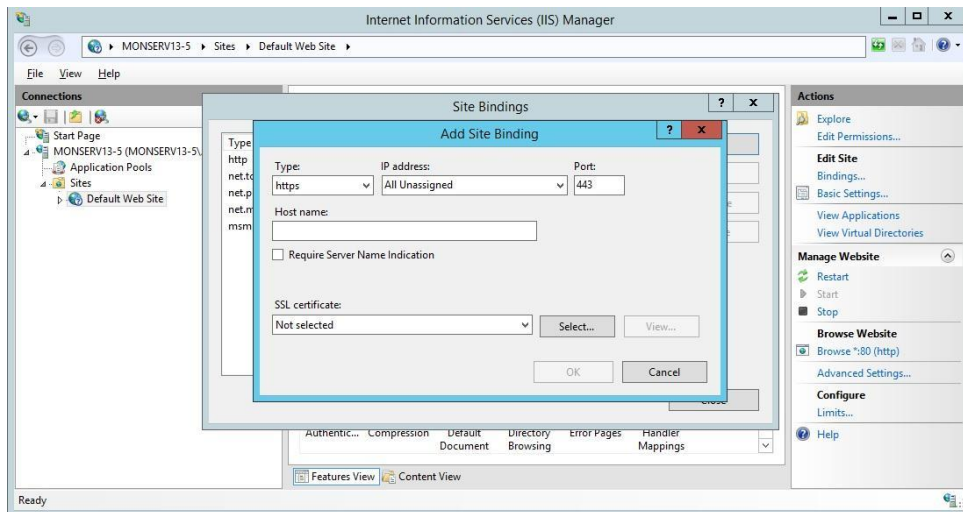 Internet Information Services (IIS) Manager
MONSERV13-5 Sites Default Web Site
File View Help
Connections
Start Page
MONSERV13-5 (MONSERV13-5\
Application Pools
Sites
Default Web Site
Site Bindings
? x
Type
http
Add Site Binding
? x
Type:
IP address:
Port:
https
All Unassigned
443
Host name:
Require Server Name Indication
SSL certificate:
Not selected
Select...
View...
OK
Cancel
Authentic... Compression Default Document Directory Browsing Error Pages Handler Mappings
Features View
Content View
Actions
Explore
Edit Permissions...
Edit Site
Bindings...
Basic Settings...
View Applications
View Virtual Directories
Manage Website
Restart
Start
Stop
Browse Website
Browse *:80 (http)
Advanced Settings...
Configure
Limits...
Help
Ready